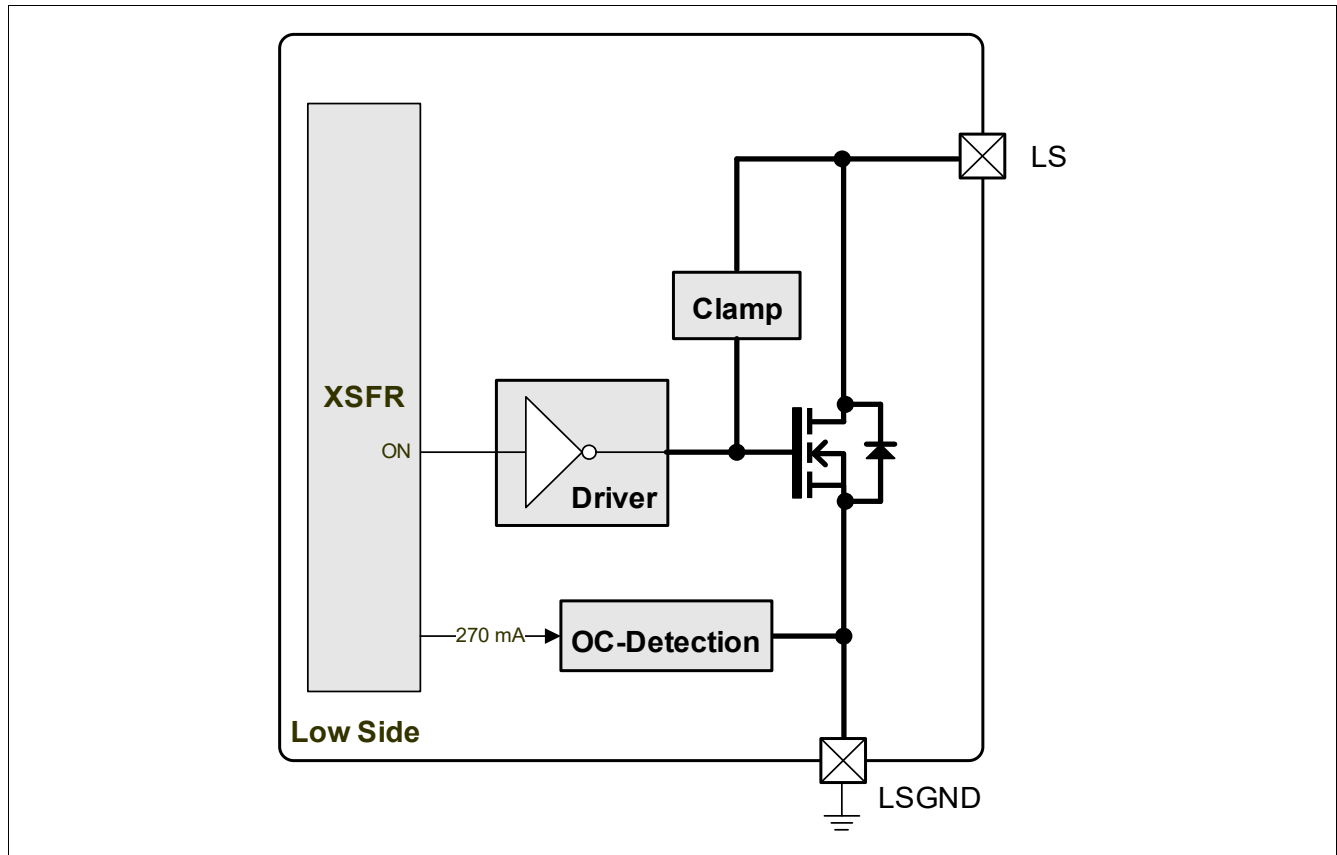 LS
Clamp
XSFR
ON
Driver
270 mA
OC-Detection
Low Side
LSGND